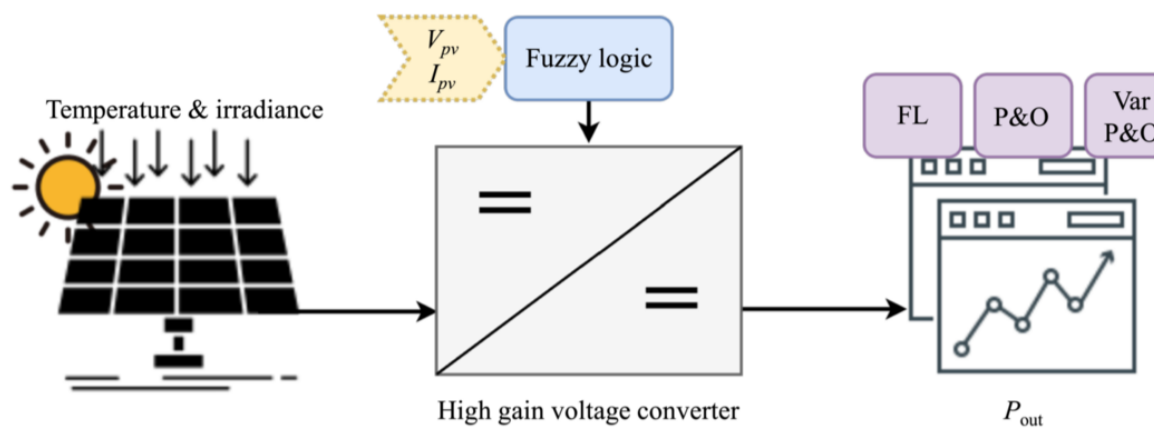 V_pv
I_pv
Fuzzy logic
Temperature & irradiance
FL
P&O
Var
P&O
High gain voltage converter
P_out